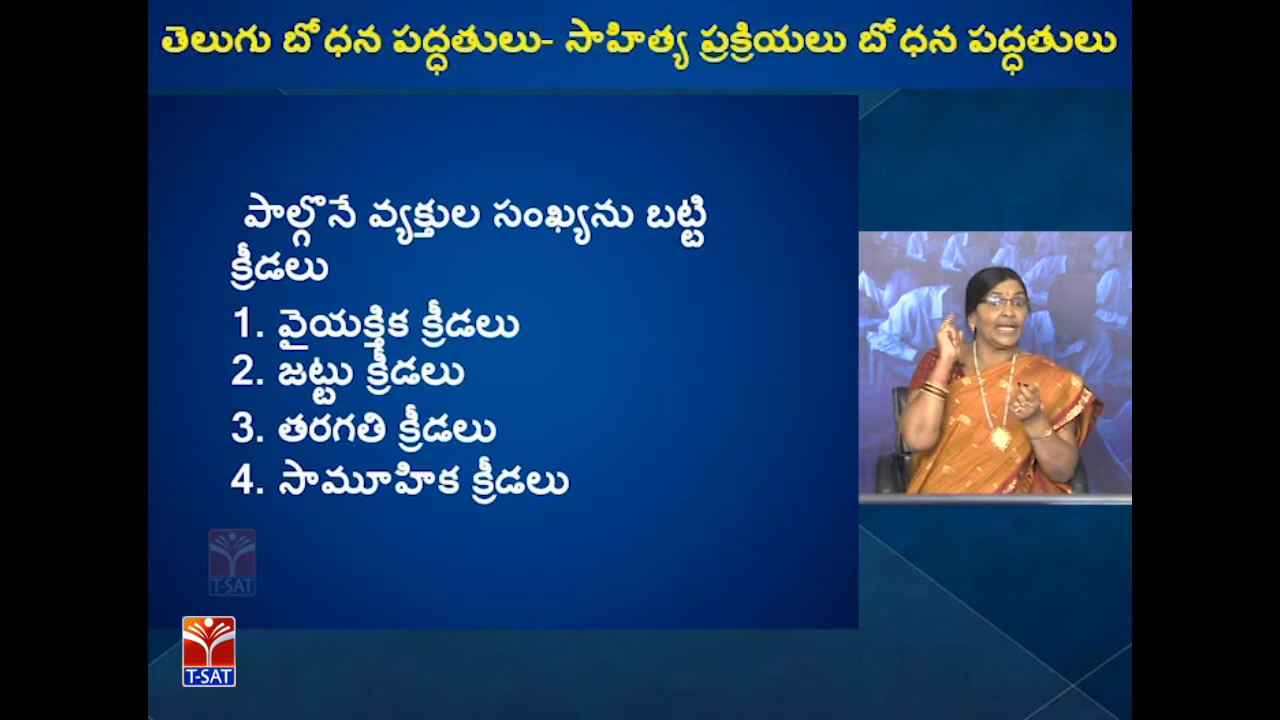 తెలుగు బోధన పద్ధతులు- సాహిత్య ప్రక్రియలు బోధన పద్ధతులు
పాల్గొనే వ్యక్తుల సంఖ్యను బట్టి
క్రీడలు
1. వైయక్తిక క్రీడలు
2. జట్టు క్రీడలు
3. తరగతి క్రీడలు
4. సామూహిక క్రీడలు
T-SAT
T-SAT